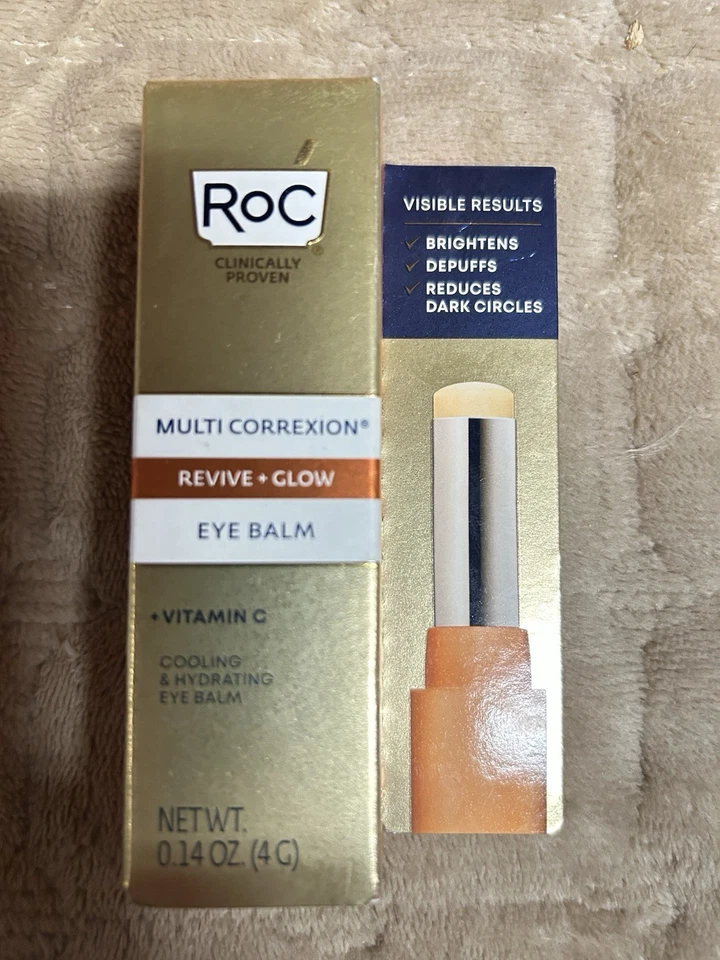 RoC
CLINICALLY
PROVEN
MULTI CORREXION®
REVIVE + GLOW
EYE BALM
+ VITAMIN C
COOLING
& HYDRATING
EYE BALM
NET WT.
0.14 OZ. (4 G)
VISIBLE RESULTS
✓ BRIGHTENS
✓ DEPUFFS
✓ REDUCES
DARK CIRCLES